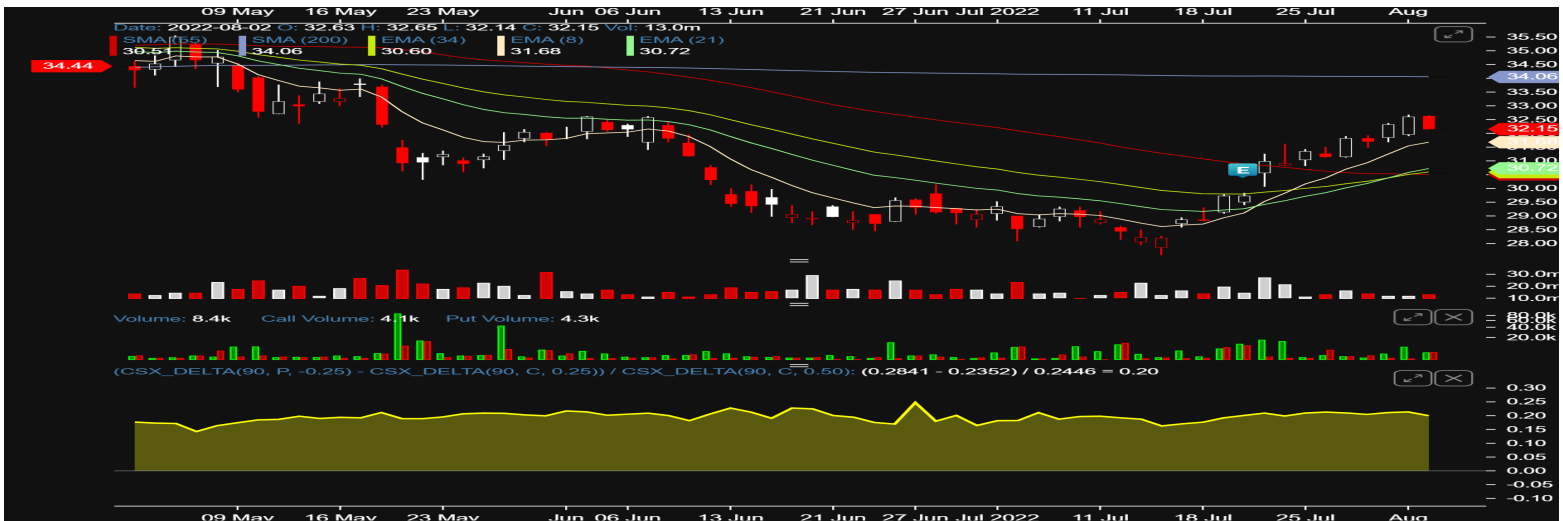 09 May 16 May 23 May Jun 06 Jun 13 Jun 21 Jun 27 Jun Jul 2022 11 Jul 18 Jul 25 Jul Aug
Date: 2022-08-02 O: 32.63 H: 32.65 L: 32.14 C: 32.15 Vol: 13.0m
SMA SMA (200) EMA (34) EMA (8) EMA (21)
30.51 34.06 30.60 31.68 30.72
35.50
35.00
34.44
34.50
34.06
33.50
33.00
32.50
32.15
31.68
31.00
30.72
30.00
29.50
29.00
28.50
28.00
E
30.0m
20.0m
10.0m
Volume: 8.4k Call Volume: 4.1k Put Volume: 4.3k
40.0k
20.0k
(CSX_DELTA(90, P, -0.25) - CSX_DELTA(90, C, 0.25)) / CSX_DELTA(90, C, 0.50): (0.2841 - 0.2352) / 0.2446 = 0.20
0.30
0.25
0.20
0.15
0.10
0.05
0.00
-0.05
-0.10
09 May 16 May 23 May Jun 06 Jun 13 Jun 21 Jun 27 Jun Jul 2022 11 Jul 18 Jul 25 Jul Aug